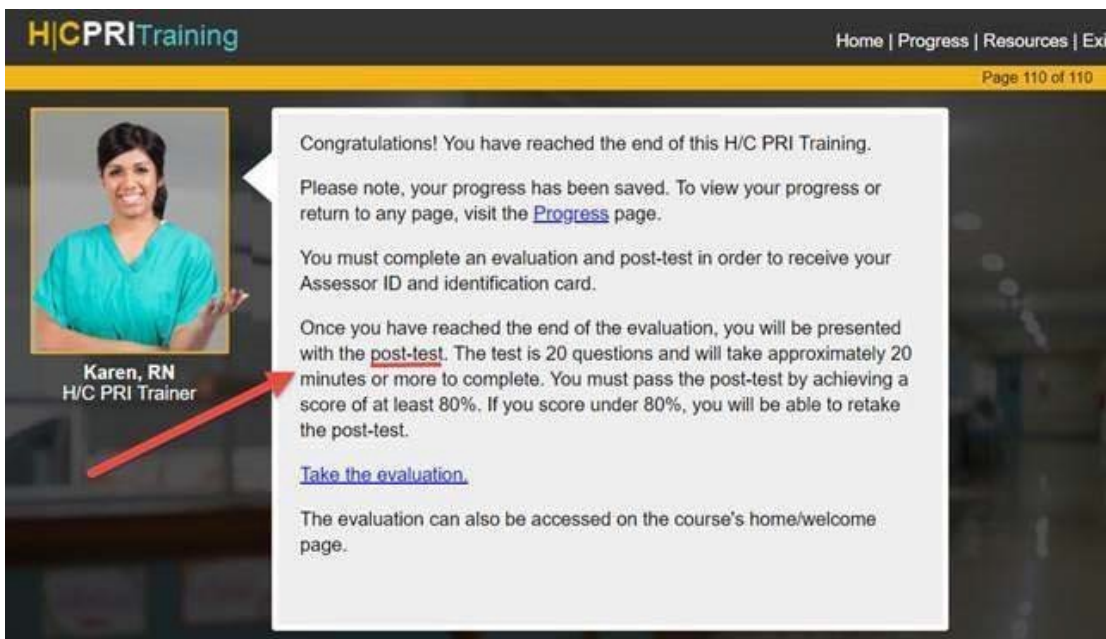 H|CPRITraining
Home | Progress | Resources | Exi
Page 110 of 110
Karen, RN
H/C PRI Trainer
Congratulations! You have reached the end of this H/C PRI Training.
Please note, your progress has been saved. To view your progress or
return to any page, visit the Progress page.
You must complete an evaluation and post-test in order to receive your
Assessor ID and identification card.
Once you have reached the end of the evaluation, you will be presented
with the post-test. The test is 20 questions and will take approximately 20
minutes or more to complete. You must pass the post-test by achieving a
score of at least 80%. If you score under 80%, you will be able to retake
the post-test.
Take the evaluation.
The evaluation can also be accessed on the course's home/welcome
page.